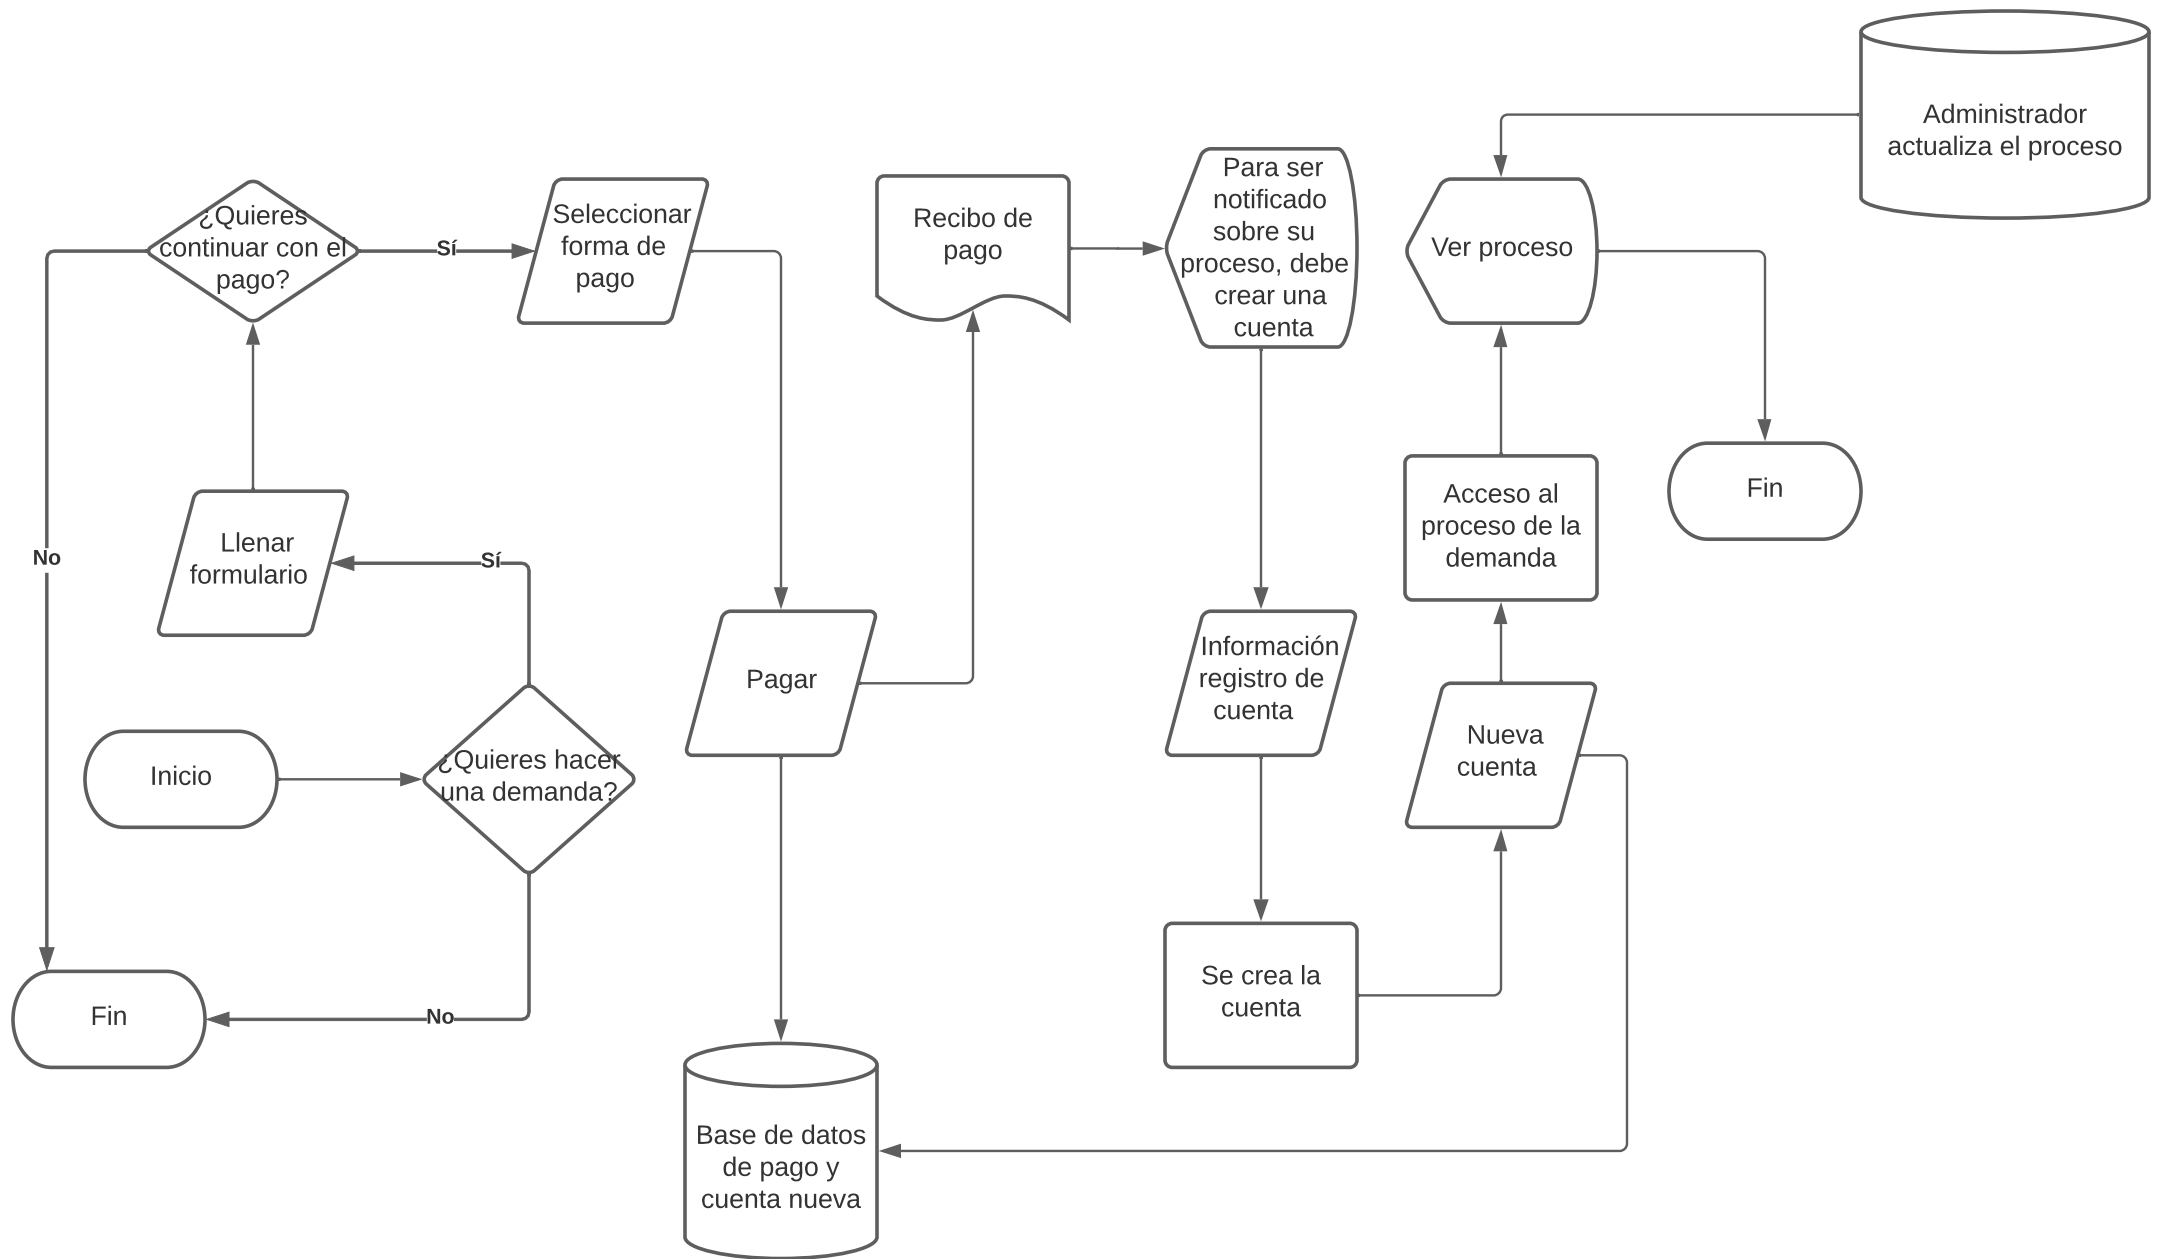 Administrador
actualiza el proceso
¿Quieres
continuar con el
pago?
Sí
Seleccionar
forma de
pago
Recibo de
pago
Para ser
notificado
sobre su
proceso, debe
crear una
cuenta
Ver proceso
No
Llenar
formulario
Sí
Acceso al
proceso de la
demanda
Fin
Inicio
¿Quieres hacer
una demanda?
Pagar
Información
registro de
cuenta
Nueva
cuenta
Fin
No
Se crea la
cuenta
Base de datos
de pago y
cuenta nueva